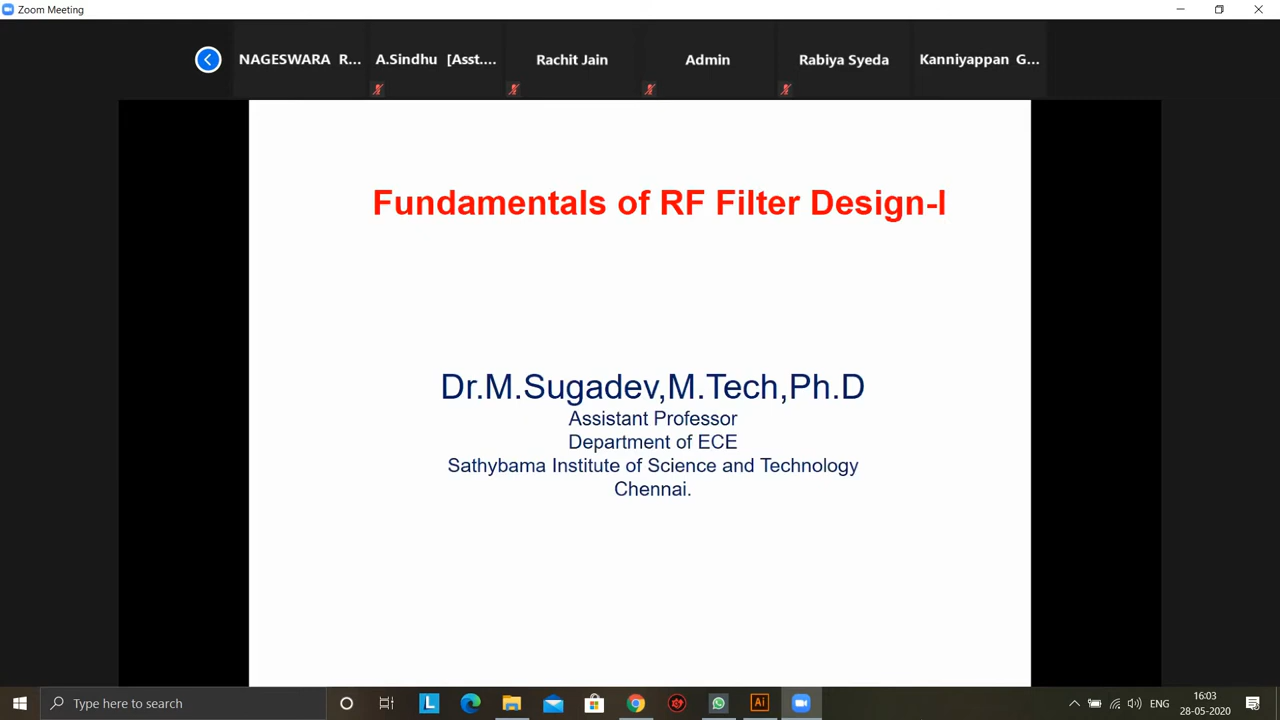 Zoom Meeting
NAGESWARA R...
A.Sindhu [Asst....
Rachit Jain
Admin
Rabiya Syeda
Kanniyappan G...
Fundamentals of RF Filter Design-I
Dr.M.Sugadev,M.Tech,Ph.D
Assistant Professor
Department of ECE
Sathybama Institute of Science and Technology
Chennai.
Type here to search
L
Ai
ENG
16:03
28-05-2020